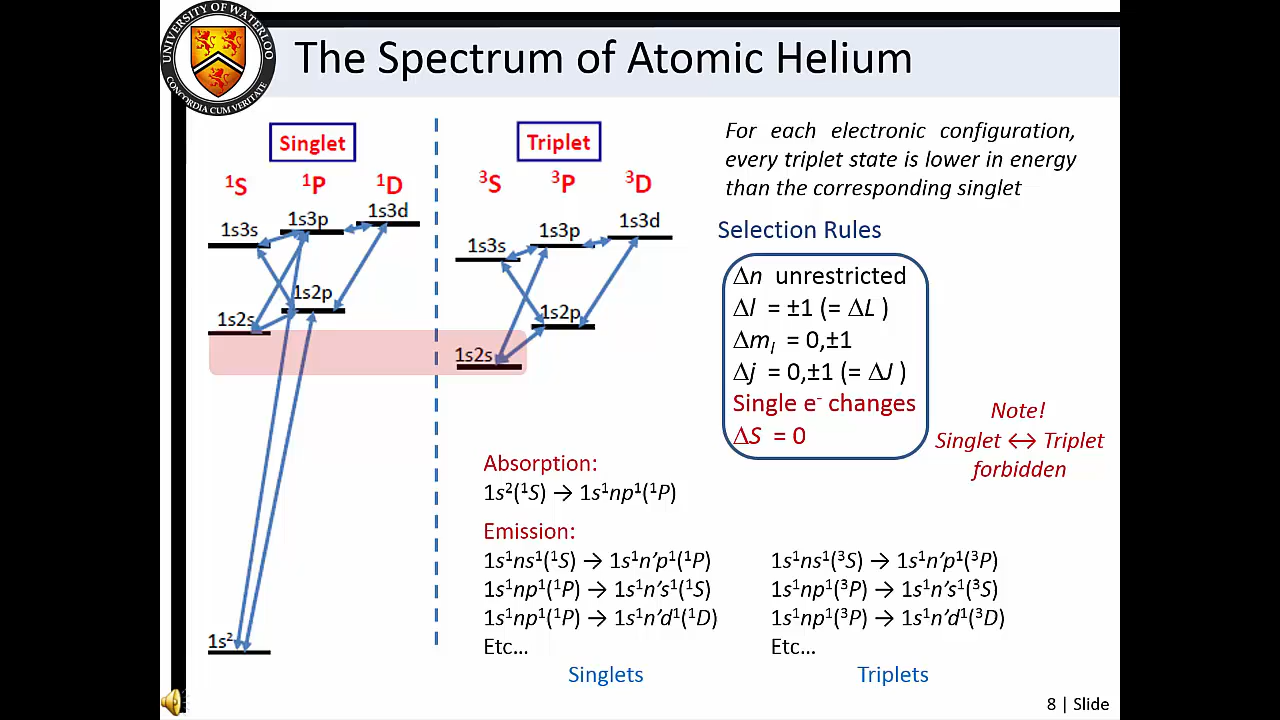 UNIVERSITY OF WATERLOO
CONCORDIA CUM VERITATE
The Spectrum of Atomic Helium
Singlet
¹S ¹P ¹D
1s3s 1s3p 1s3d
1s2s 1s2p
1s²
Triplet
³S ³P ³D
1s3s 1s3p 1s3d
1s2s 1s2p
For each electronic configuration,
every triplet state is lower in energy
than the corresponding singlet
Selection Rules
Δn unrestricted
Δl = ±1 (= ΔL )
Δmₗ = 0,±1
Δj = 0,±1 (= ΔJ )
Single e⁻ changes
ΔS = 0
Note!
Singlet ↔ Triplet
forbidden
Absorption:
1s²(¹S) → 1s¹np¹(¹P)
Emission:
1s¹ns¹(¹S) → 1s¹n’p¹(¹P)
1s¹np¹(¹P) → 1s¹n’s¹(¹S)
1s¹np¹(¹P) → 1s¹n’d¹(¹D)
Etc…
Singlets
1s¹ns¹(³S) → 1s¹n’p¹(³P)
1s¹np¹(³P) → 1s¹n’s¹(³S)
1s¹np¹(³P) → 1s¹n’d¹(³D)
Etc…
Triplets
8 | Slide